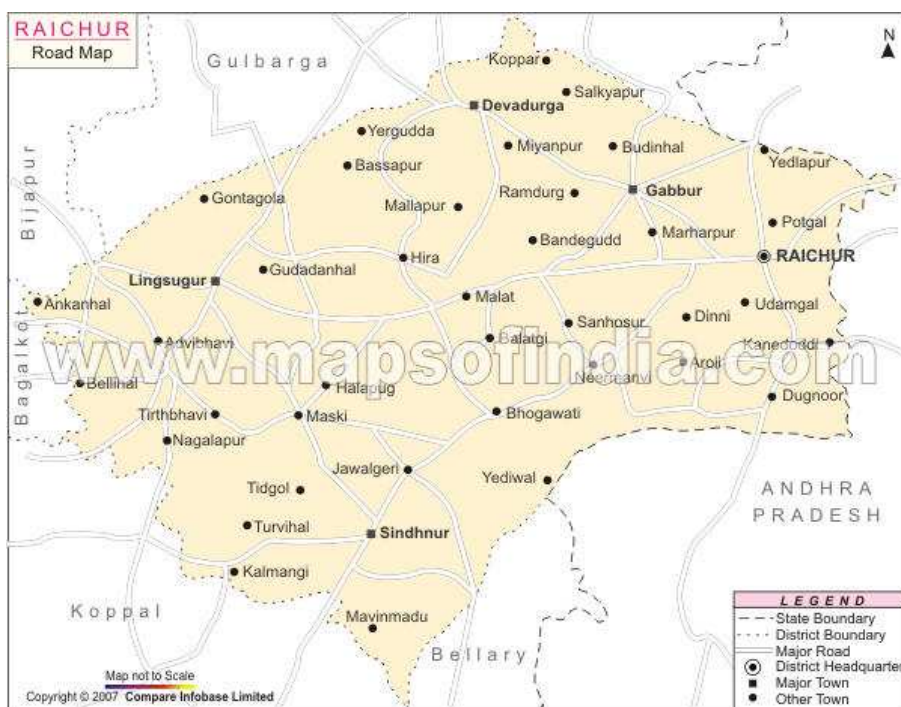 RAICHUR
Road Map
N
Gulbarga
Koppar
Salkyapur
Devadurga
Yergudda
Miyanpur
Budinhal
Yedlapur
Bassapur
Bijapur
Gontagola
Ramdurg
Gabbur
Mallapur
Potgal
Marharpur
Bandegudd
Hira
RAICHUR
Gudadanhal
Lingsugur
Ankanhal
Malat
Udamgal
Dinni
Sanhosur
Advibhavi
Balatgi
Kanedoddi
www.mapsofindia.com
Bagalkot
Neermanvi
Aroli
Bellihal
Halapug
Dugnoor
Tirthbhavi
Maski
Bhogawati
Nagalapur
Jawalgeri
Yediwal
Tidgol
ANDHRA
PRADESH
Turvihal
Sindhnur
Kalmangi
Koppal
Mavinmadu
Bellary
LEGEND
State Boundary
District Boundary
Major Road
District Headquarter
Major Town
Other Town
Map not to Scale
Copyright © 2007 Compare Infobase Limited